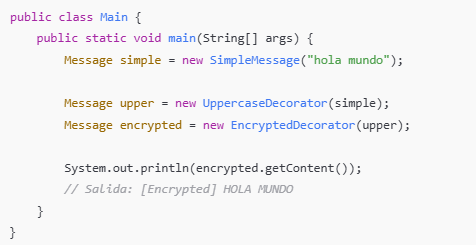 public class Main {
    public static void main(String[] args) {
        Message simple = new SimpleMessage("hola mundo");

        Message upper = new UppercaseDecorator(simple);
        Message encrypted = new EncryptedDecorator(upper);

        System.out.println(encrypted.getContent());
        // Salida: [Encrypted] HOLA MUNDO
    }
}